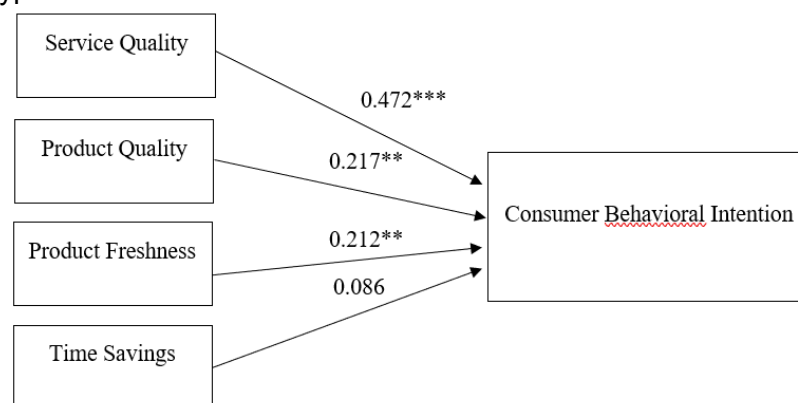 Service Quality
0.472***
Product Quality
0.217**
Consumer Behavioral Intention
Product Freshness
0.212**
0.086
Time Savings